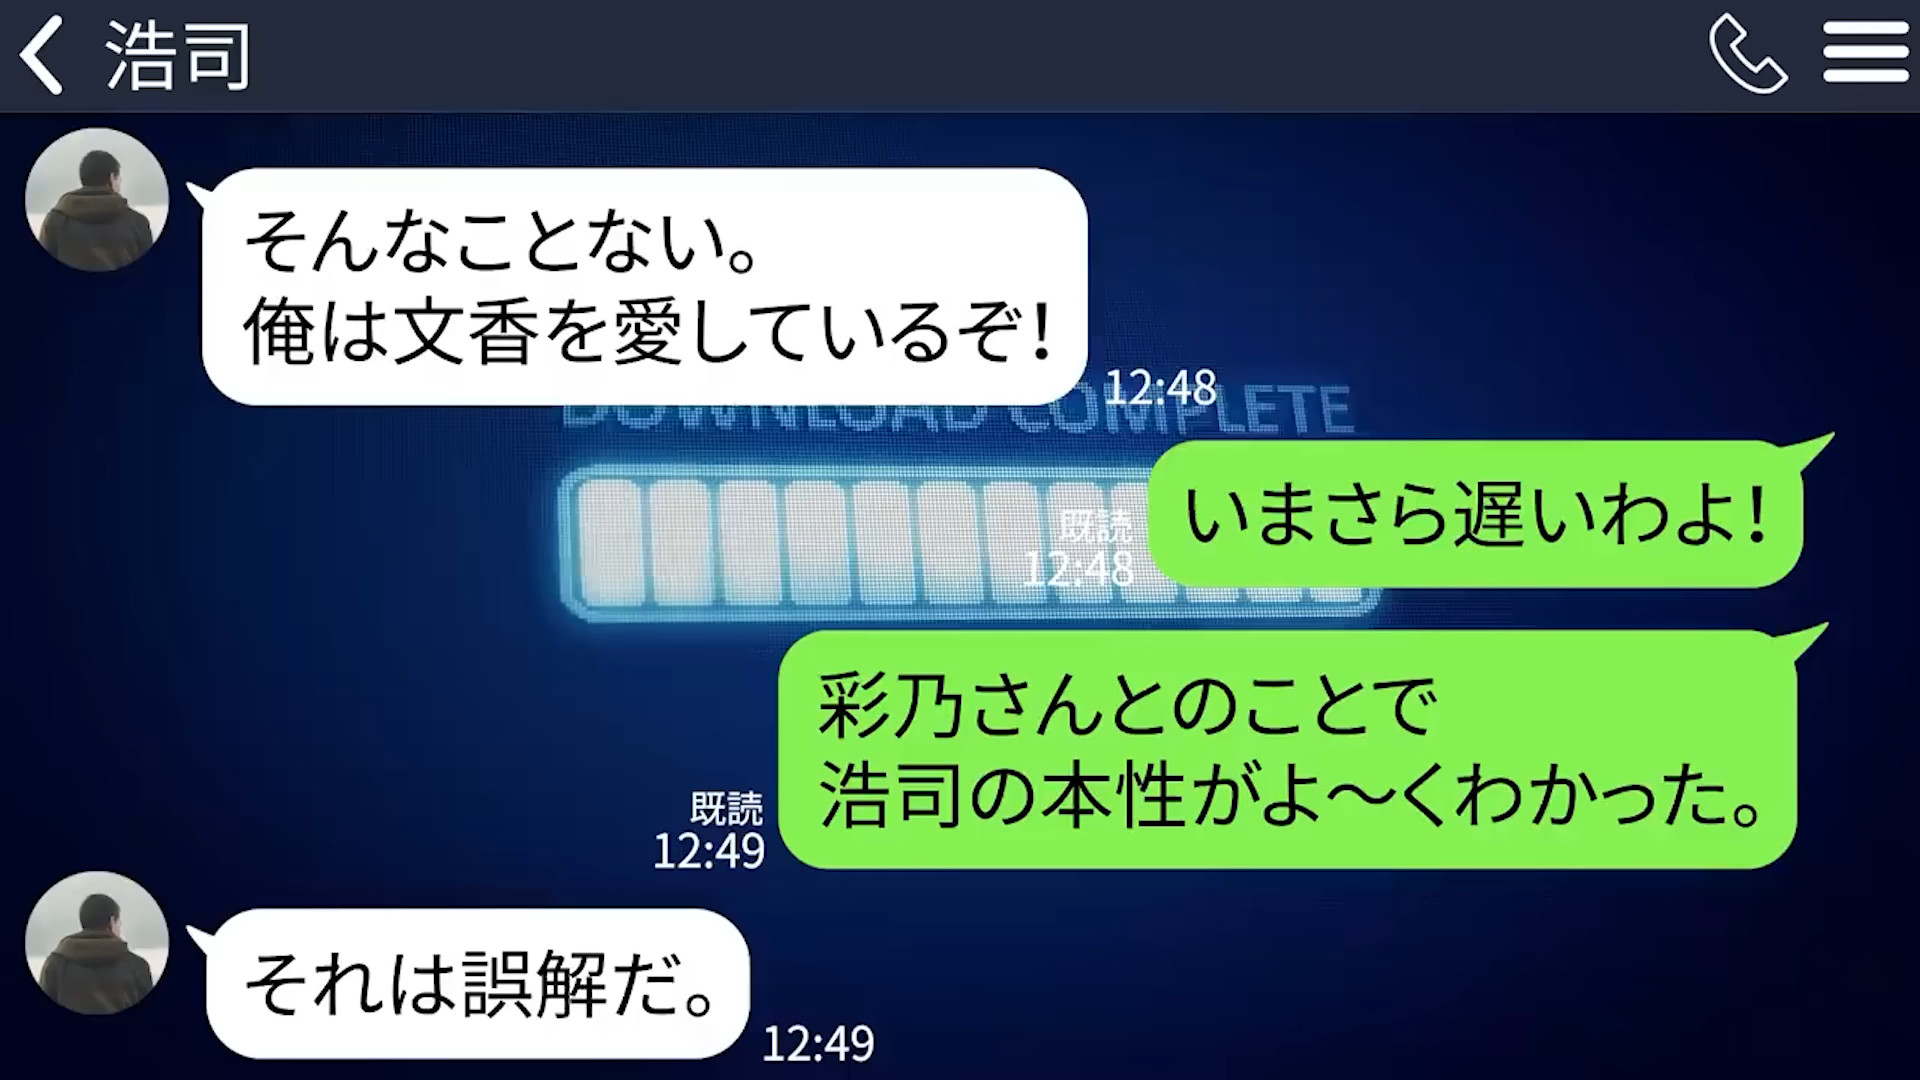 浩司
そんなことない。
俺は文香を愛しているぞ！
12:48
DOWNLOAD COMPLETE
いまさら遅いわよ！
既読
12:48
彩乃さんとのことで
浩司の本性がよ〜くわかった。
既読
12:49
それは誤解だ。
12:49